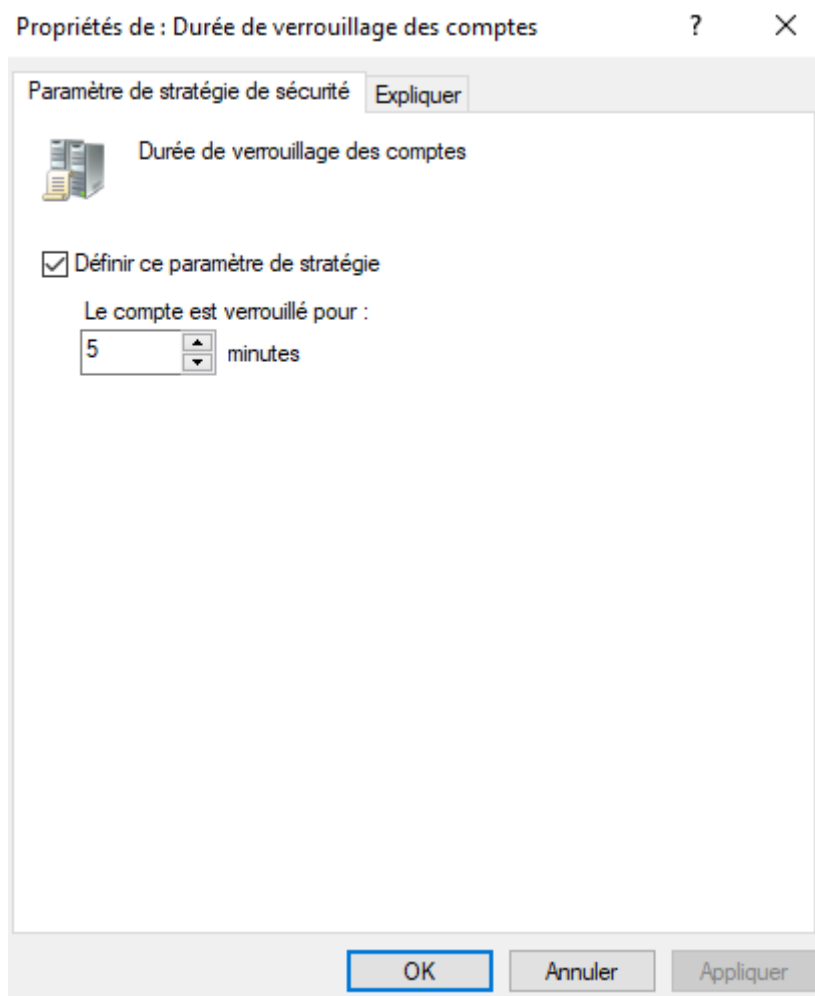 Propriétés de : Durée de verrouillage des comptes ? ×
Paramètre de stratégie de sécurité Expliquer
Durée de verrouillage des comptes
Définir ce paramètre de stratégie
Le compte est verrouillé pour :
5 minutes
OK Annuler Appliquer